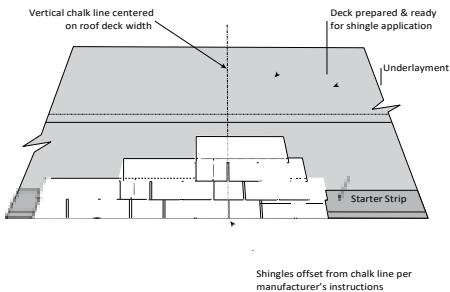 Vertical chalk line centered
on roof deck width
Deck prepared & ready
for shingle application
Underlayment
Starter Strip
Shingles offset from chalk line per
manufacturer's instructions